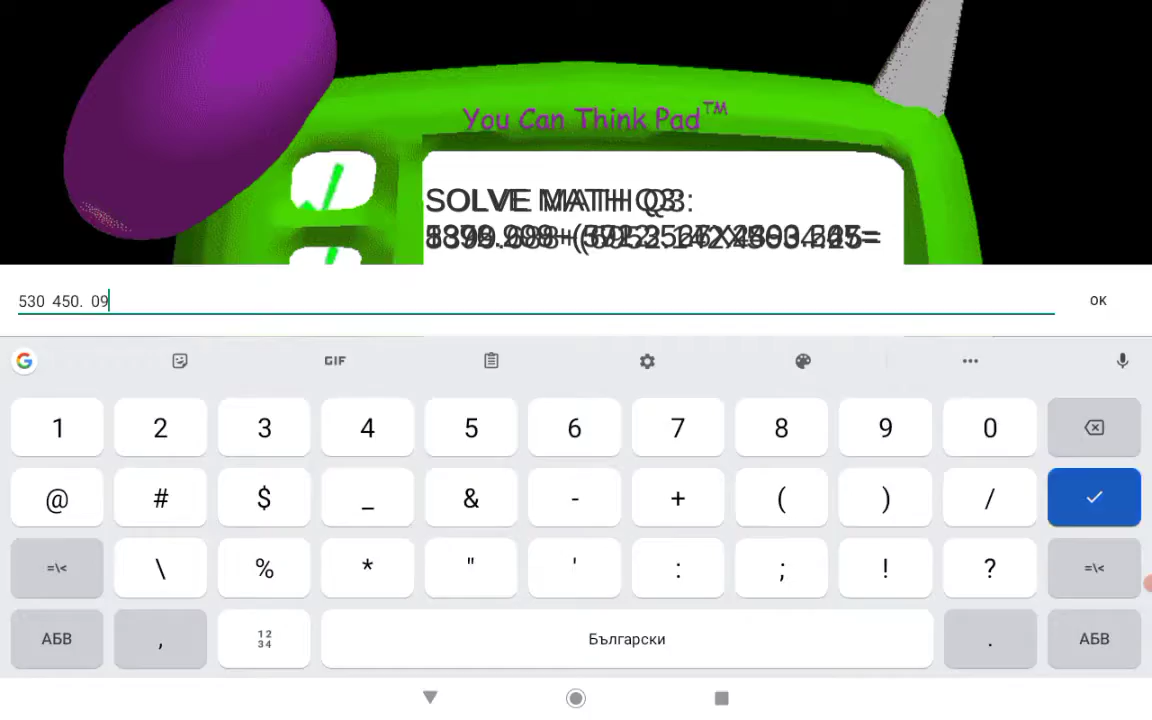 You Can Think Pad™
SOLVE MATH Q3:
530 450. 09
OK
GIF
1 2 3 4 5 6 7 8 9 0
@ # $ _ & - + ( ) /
=\< \ % * " ' : ; ! ? =\<
АБВ , 12 Български . АБВ
34